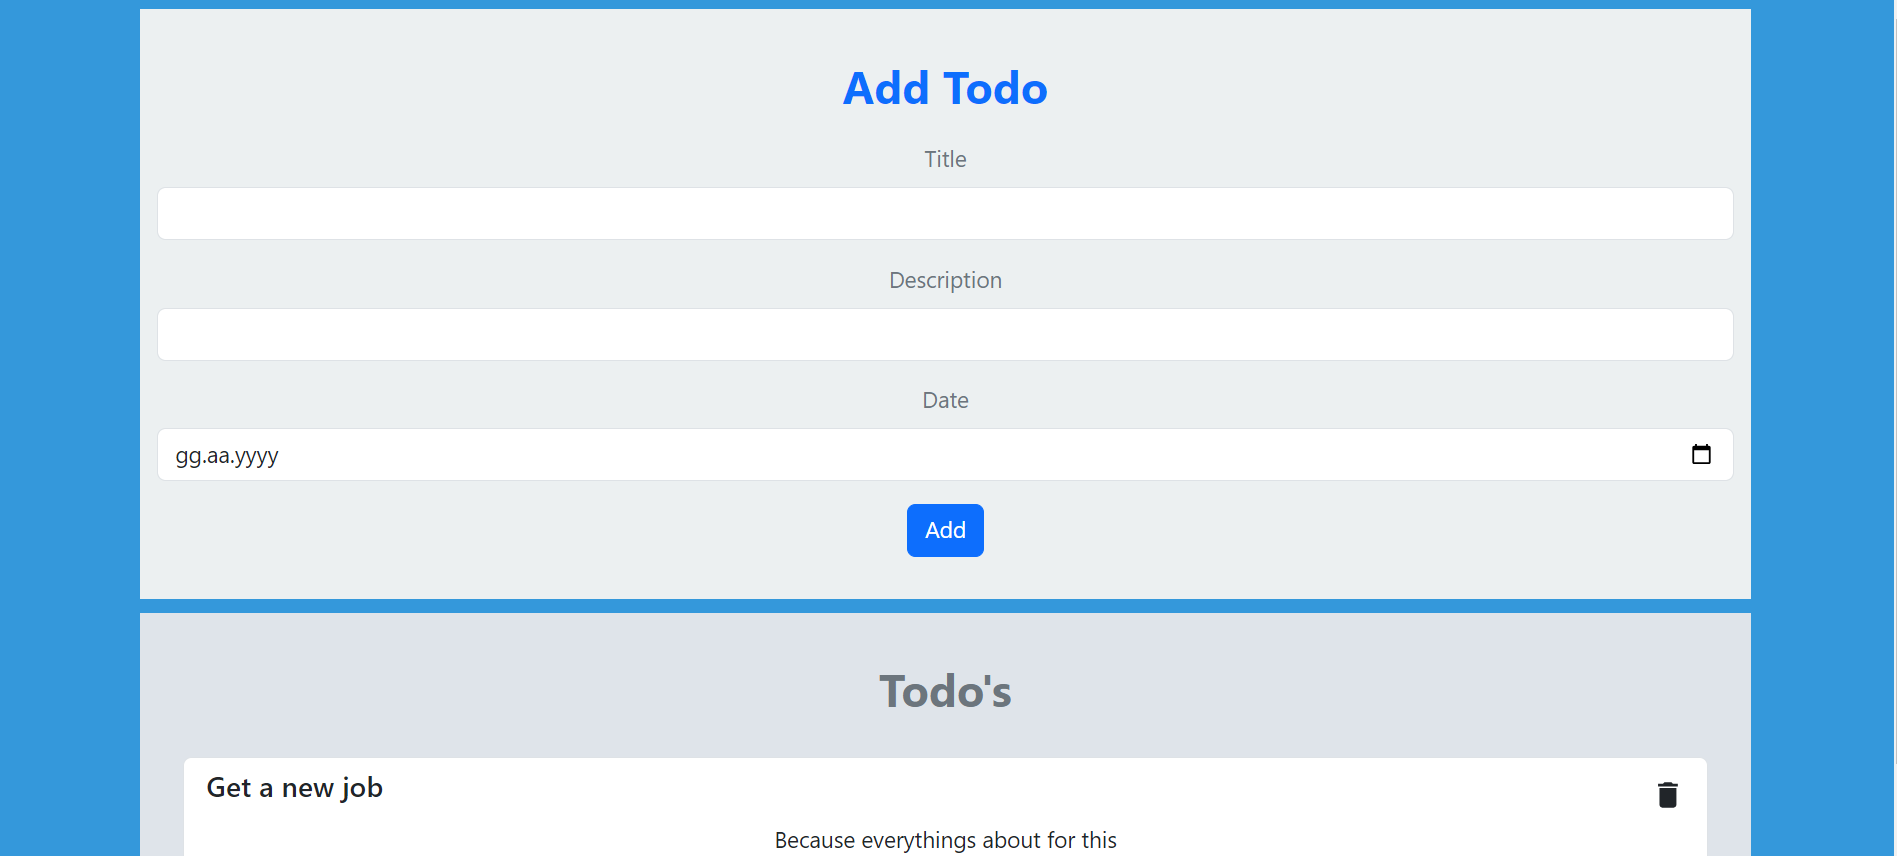 Add Todo
Title
Description
Date
gg.aa.yyyy
Add
Todo's
Get a new job
Because everythings about for this